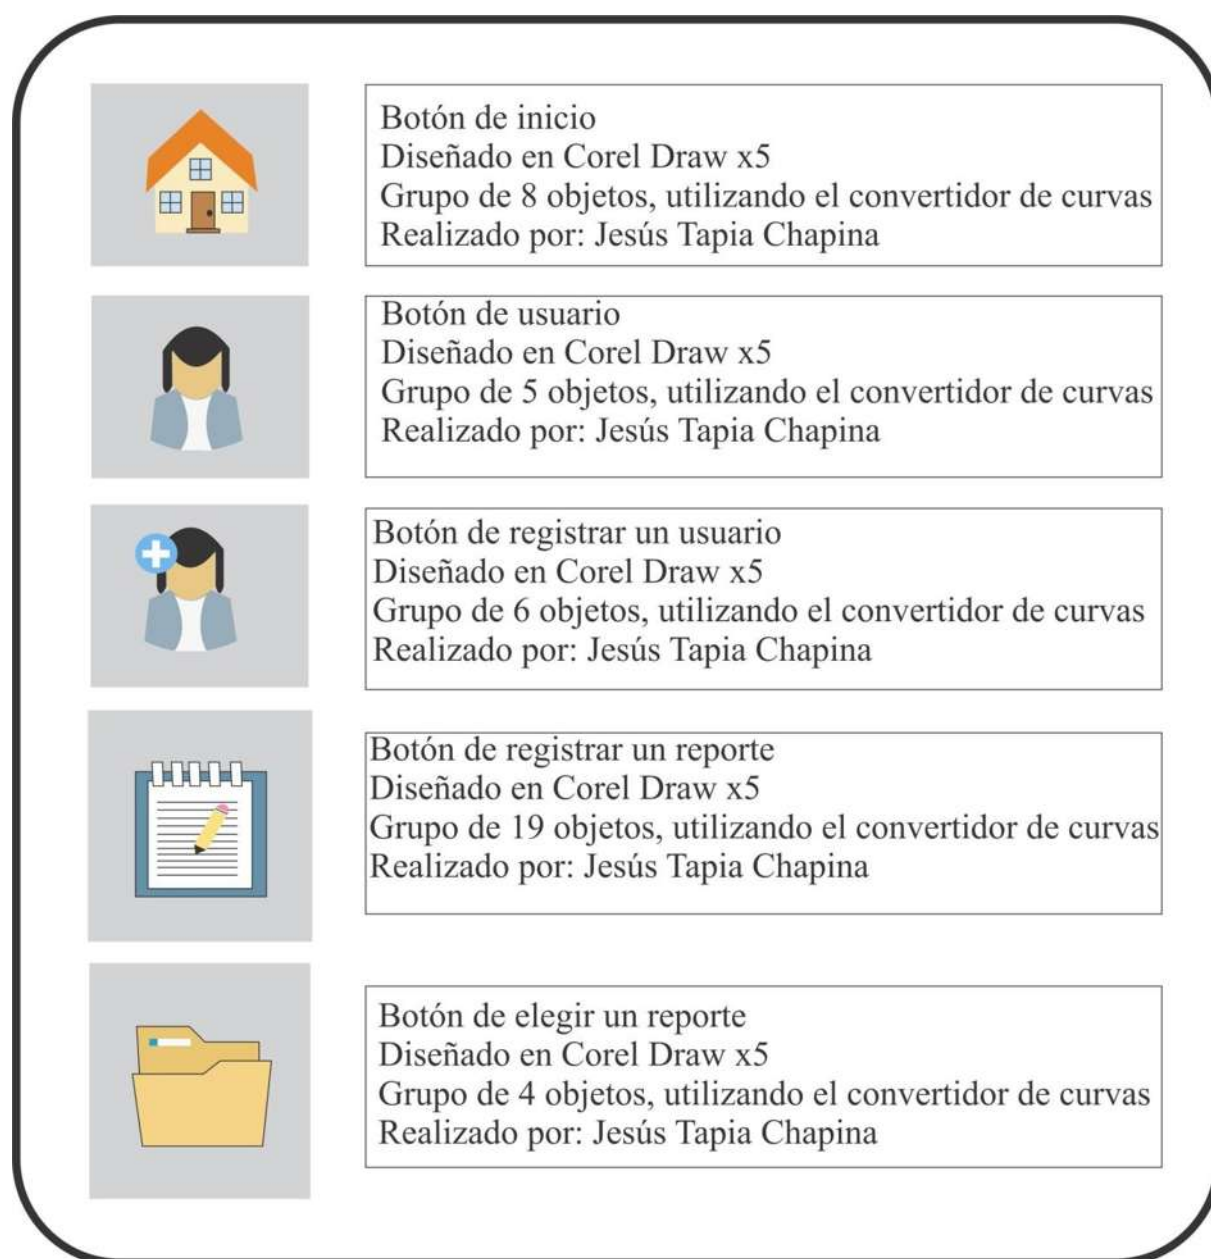 Botón de inicio
Diseñado en Corel Draw x5
Grupo de 8 objetos, utilizando el convertidor de curvas
Realizado por: Jesús Tapia Chapina
Botón de usuario
Diseñado en Corel Draw x5
Grupo de 5 objetos, utilizando el convertidor de curvas
Realizado por: Jesús Tapia Chapina
Botón de registrar un usuario
Diseñado en Corel Draw x5
Grupo de 6 objetos, utilizando el convertidor de curvas
Realizado por: Jesús Tapia Chapina
Botón de registrar un reporte
Diseñado en Corel Draw x5
Grupo de 19 objetos, utilizando el convertidor de curvas
Realizado por: Jesús Tapia Chapina
Botón de elegir un reporte
Diseñado en Corel Draw x5
Grupo de 4 objetos, utilizando el convertidor de curvas
Realizado por: Jesús Tapia Chapina